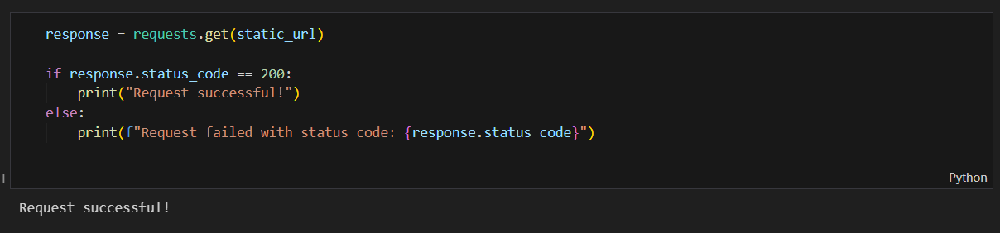 response = requests.get(static_url)
if response.status_code == 200:
    print("Request successful!")
else:
    print(f"Request failed with status code: {response.status_code}")
]
Python
Request successful!